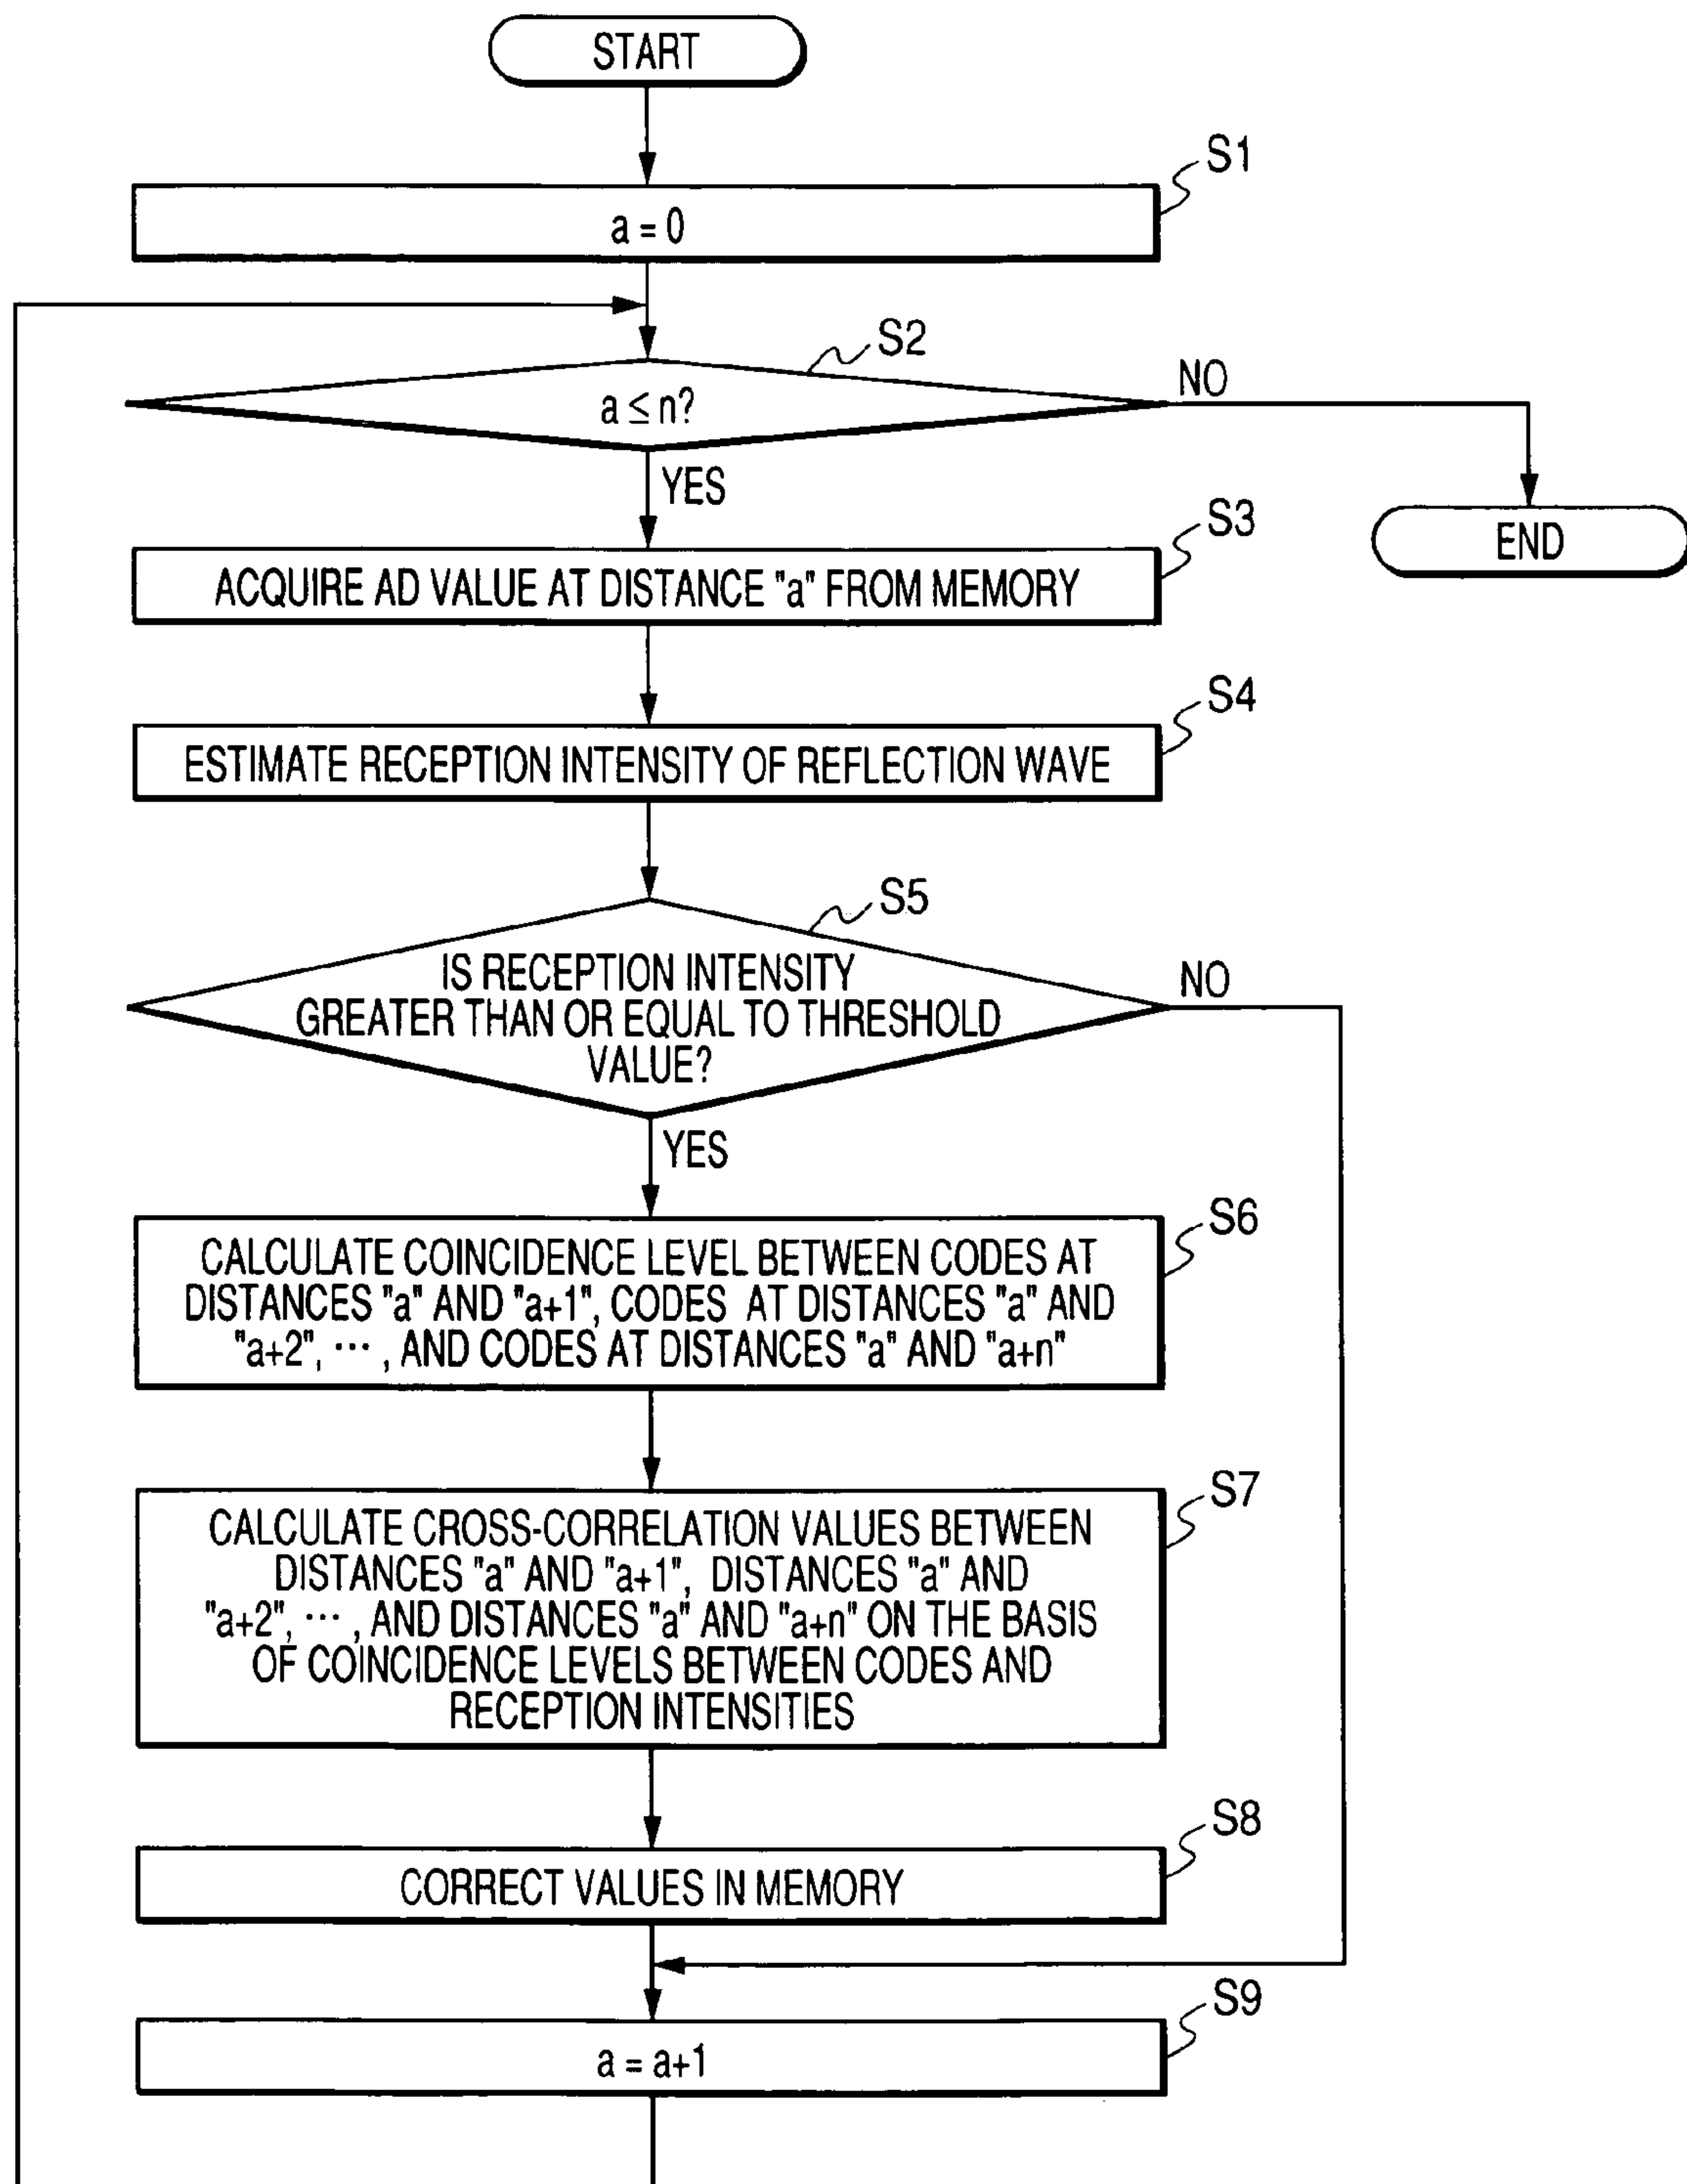 START
S1
a = 0
S2
a ≤ n?
NO
YES
END
S3
ACQUIRE AD VALUE AT DISTANCE "a" FROM MEMORY
S4
ESTIMATE RECEPTION INTENSITY OF REFLECTION WAVE
S5
IS RECEPTION INTENSITY
GREATER THAN OR EQUAL TO THRESHOLD
VALUE?
NO
YES
S6
CALCULATE COINCIDENCE LEVEL BETWEEN CODES AT
DISTANCES "a" AND "a+1", CODES AT DISTANCES "a" AND
"a+2", ··· , AND CODES AT DISTANCES "a" AND "a+n"
S7
CALCULATE CROSS-CORRELATION VALUES BETWEEN
DISTANCES "a" AND "a+1", DISTANCES "a" AND
"a+2", ··· , AND DISTANCES "a" AND "a+n" ON THE BASIS
OF COINCIDENCE LEVELS BETWEEN CODES AND
RECEPTION INTENSITIES
S8
CORRECT VALUES IN MEMORY
S9
a = a+1